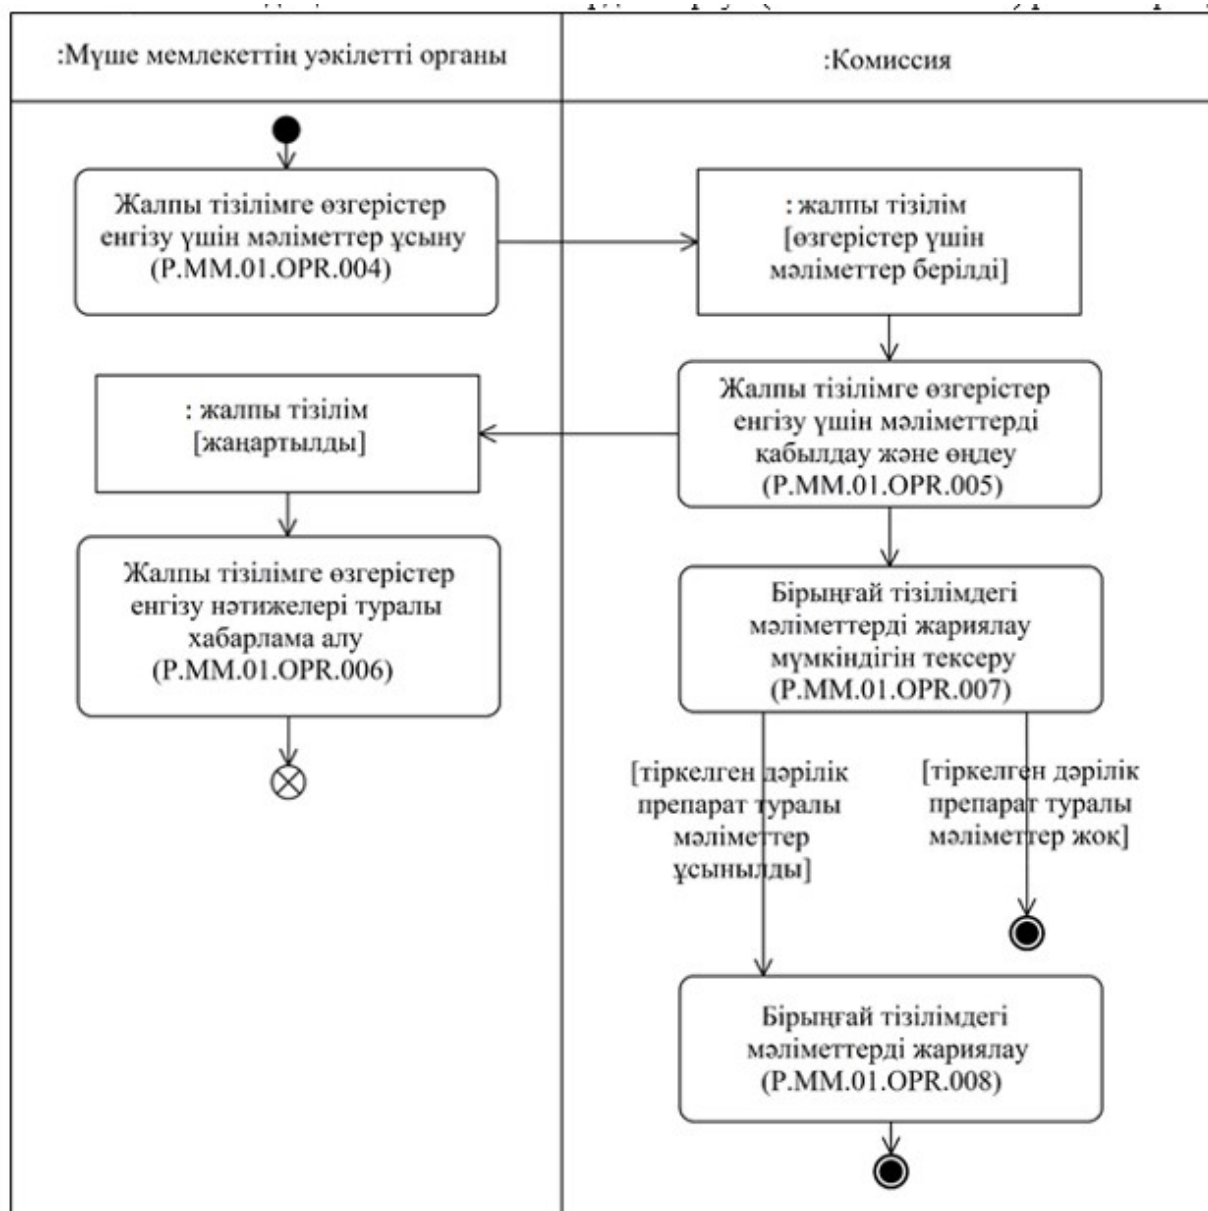 :Мүше мемлекеттің уәкілетті органы
:Комиссия
Жалпы тізілімге өзгерістер
енгізу үшін мәліметтер ұсыну
(P.MM.01.OPR.004)
: жалпы тізілім
[өзгерістер үшін
мәліметтер берілді]
Жалпы тізілімге өзгерістер
енгізу үшін мәліметтерді
қабылдау және өңдеу
(P.MM.01.OPR.005)
: жалпы тізілім
[жаңартылды]
Жалпы тізілімге өзгерістер
енгізу нәтижелері туралы
хабарлама алу
(P.MM.01.OPR.006)
Бірыңғай тізілімдегі
мәліметтерді жариялау
мүмкіндігін тексеру
(P.MM.01.OPR.007)
[тіркелген дәрілік
препарат туралы
мәліметтер
ұсынылды]
[тіркелген дәрілік
препарат туралы
мәліметтер жоқ]
Бірыңғай тізілімдегі
мәліметтерді жариялау
(P.MM.01.OPR.008)